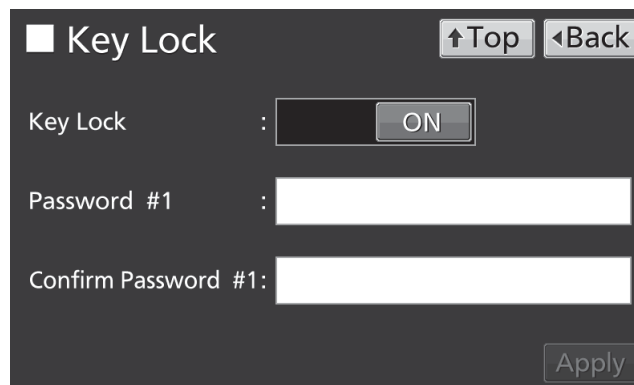 Key Lock
↑Top
◂Back
Key Lock :
ON
Password #1 :
Confirm Password #1:
Apply